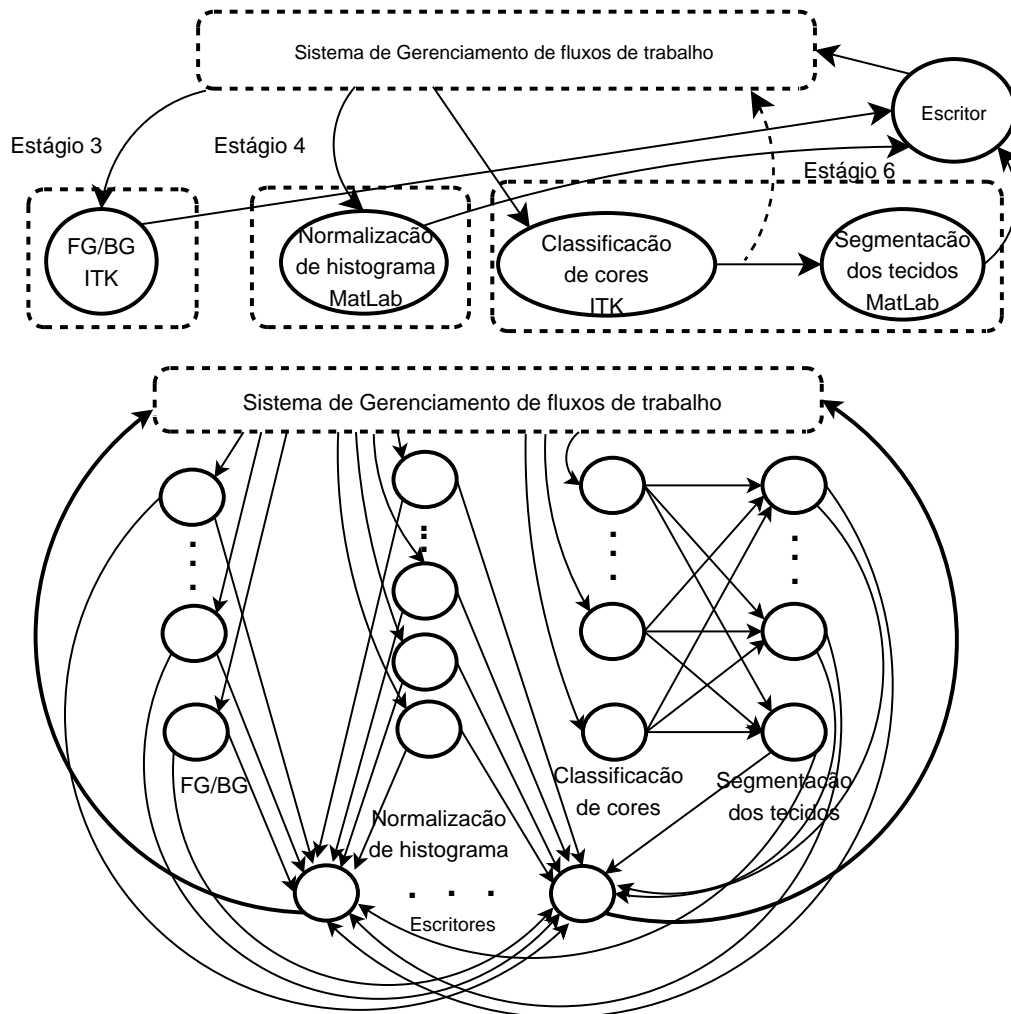 Sistema de Gerenciamento de fluxos de trabalho
Escritor
Estágio 3
Estágio 4
Estágio 6
FG/BG
ITK
Normalizacão
de histograma
MatLab
Classificacão
de cores
ITK
Segmentacão
dos tecidos
MatLab
Sistema de Gerenciamento de fluxos de trabalho
FG/BG
Normalizacão
de histograma
Classificacão
de cores
Segmentacão
dos tecidos
Escritores